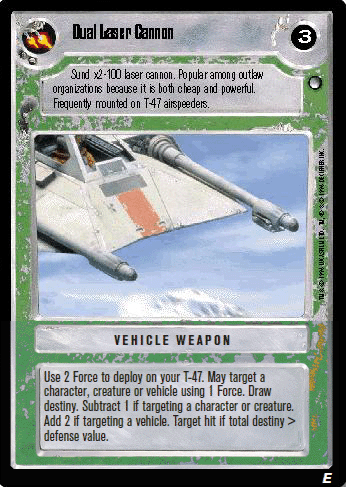 Dual Laser Cannon
3
Sund x2-100 laser cannon. Popular among outlaw
organizations because it is both cheap and powerful.
Frequently mounted on T-47 airspeeders.
VEHICLE WEAPON
Use 2 Force to deploy on your T-47. May target a
character, creature or vehicle using 1 Force. Draw
destiny. Subtract 1 if targeting a character or creature.
Add 2 if targeting a vehicle. Target hit if total destiny >
defense value.
E